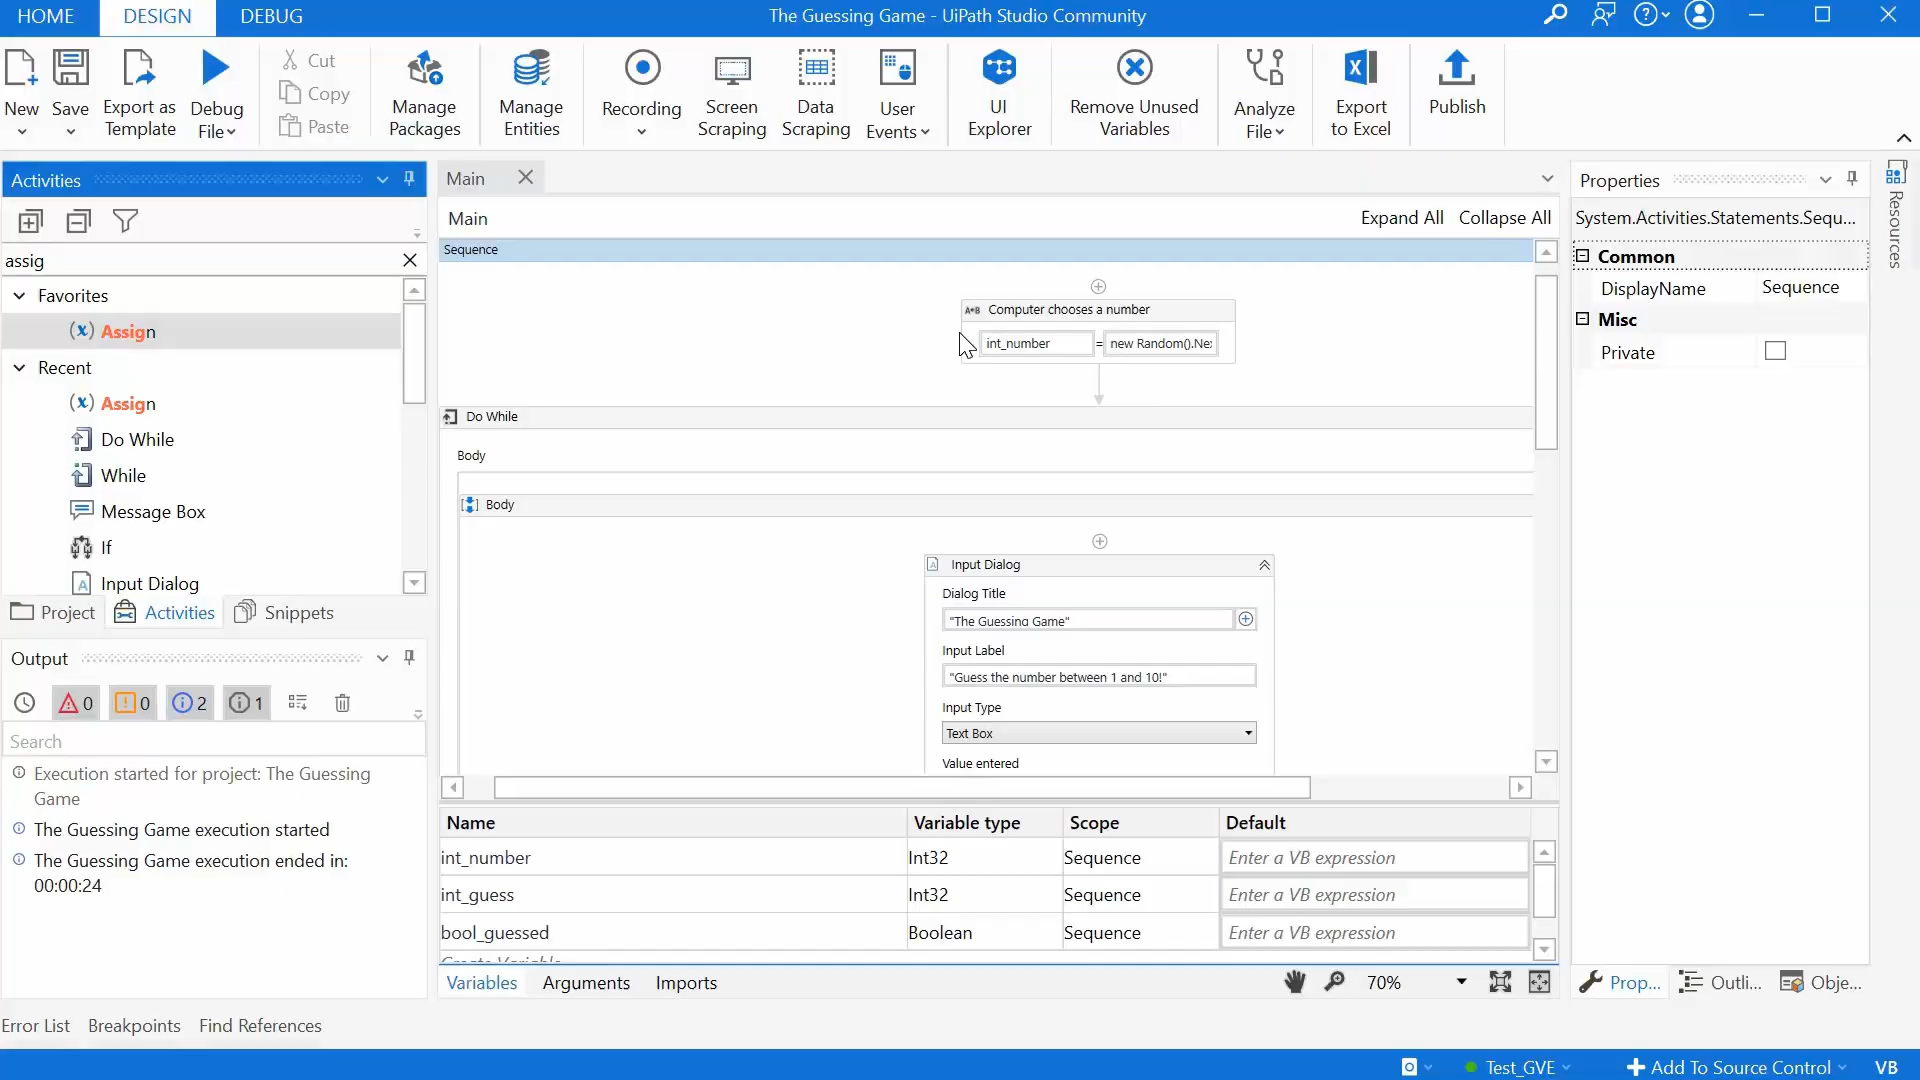 HOME
DESIGN
DEBUG
The Guessing Game - UiPath Studio Community
New
Save
Export as
Template
Debug
File
Cut
Copy
Paste
Manage
Packages
Manage
Entities
Recording
Screen
Scraping
Data
Scraping
User
Events
UI
Explorer
Remove Unused
Variables
Analyze
File
Export
to Excel
Publish
Activities
assig
Favorites
Assign
Recent
Assign
Do While
While
Message Box
If
Input Dialog
Project
Activities
Snippets
Output
0
0
2
1
Search
Execution started for project: The Guessing
Game
The Guessing Game execution started
The Guessing Game execution ended in:
00:00:24
Error List
Breakpoints
Find References
Main
Main
Expand All
Collapse All
Sequence
A*B
Computer chooses a number
int_number
=
new Random().Ne
Do While
Body
Body
Input Dialog
Dialog Title
"The Guessing Game"
Input Label
"Guess the number between 1 and 10!"
Input Type
Text Box
Value entered
Name
Variable type
Scope
Default
int_number
Int32
Sequence
Enter a VB expression
int_guess
Int32
Sequence
Enter a VB expression
bool_guessed
Boolean
Sequence
Enter a VB expression
Create Variable
Variables
Arguments
Imports
70%
Properties
System.Activities.Statements.Sequ...
Common
DisplayName
Sequence
Misc
Private
Prop...
Outli...
Obje...
Resources
Test_GVE
Add To Source Control
VB